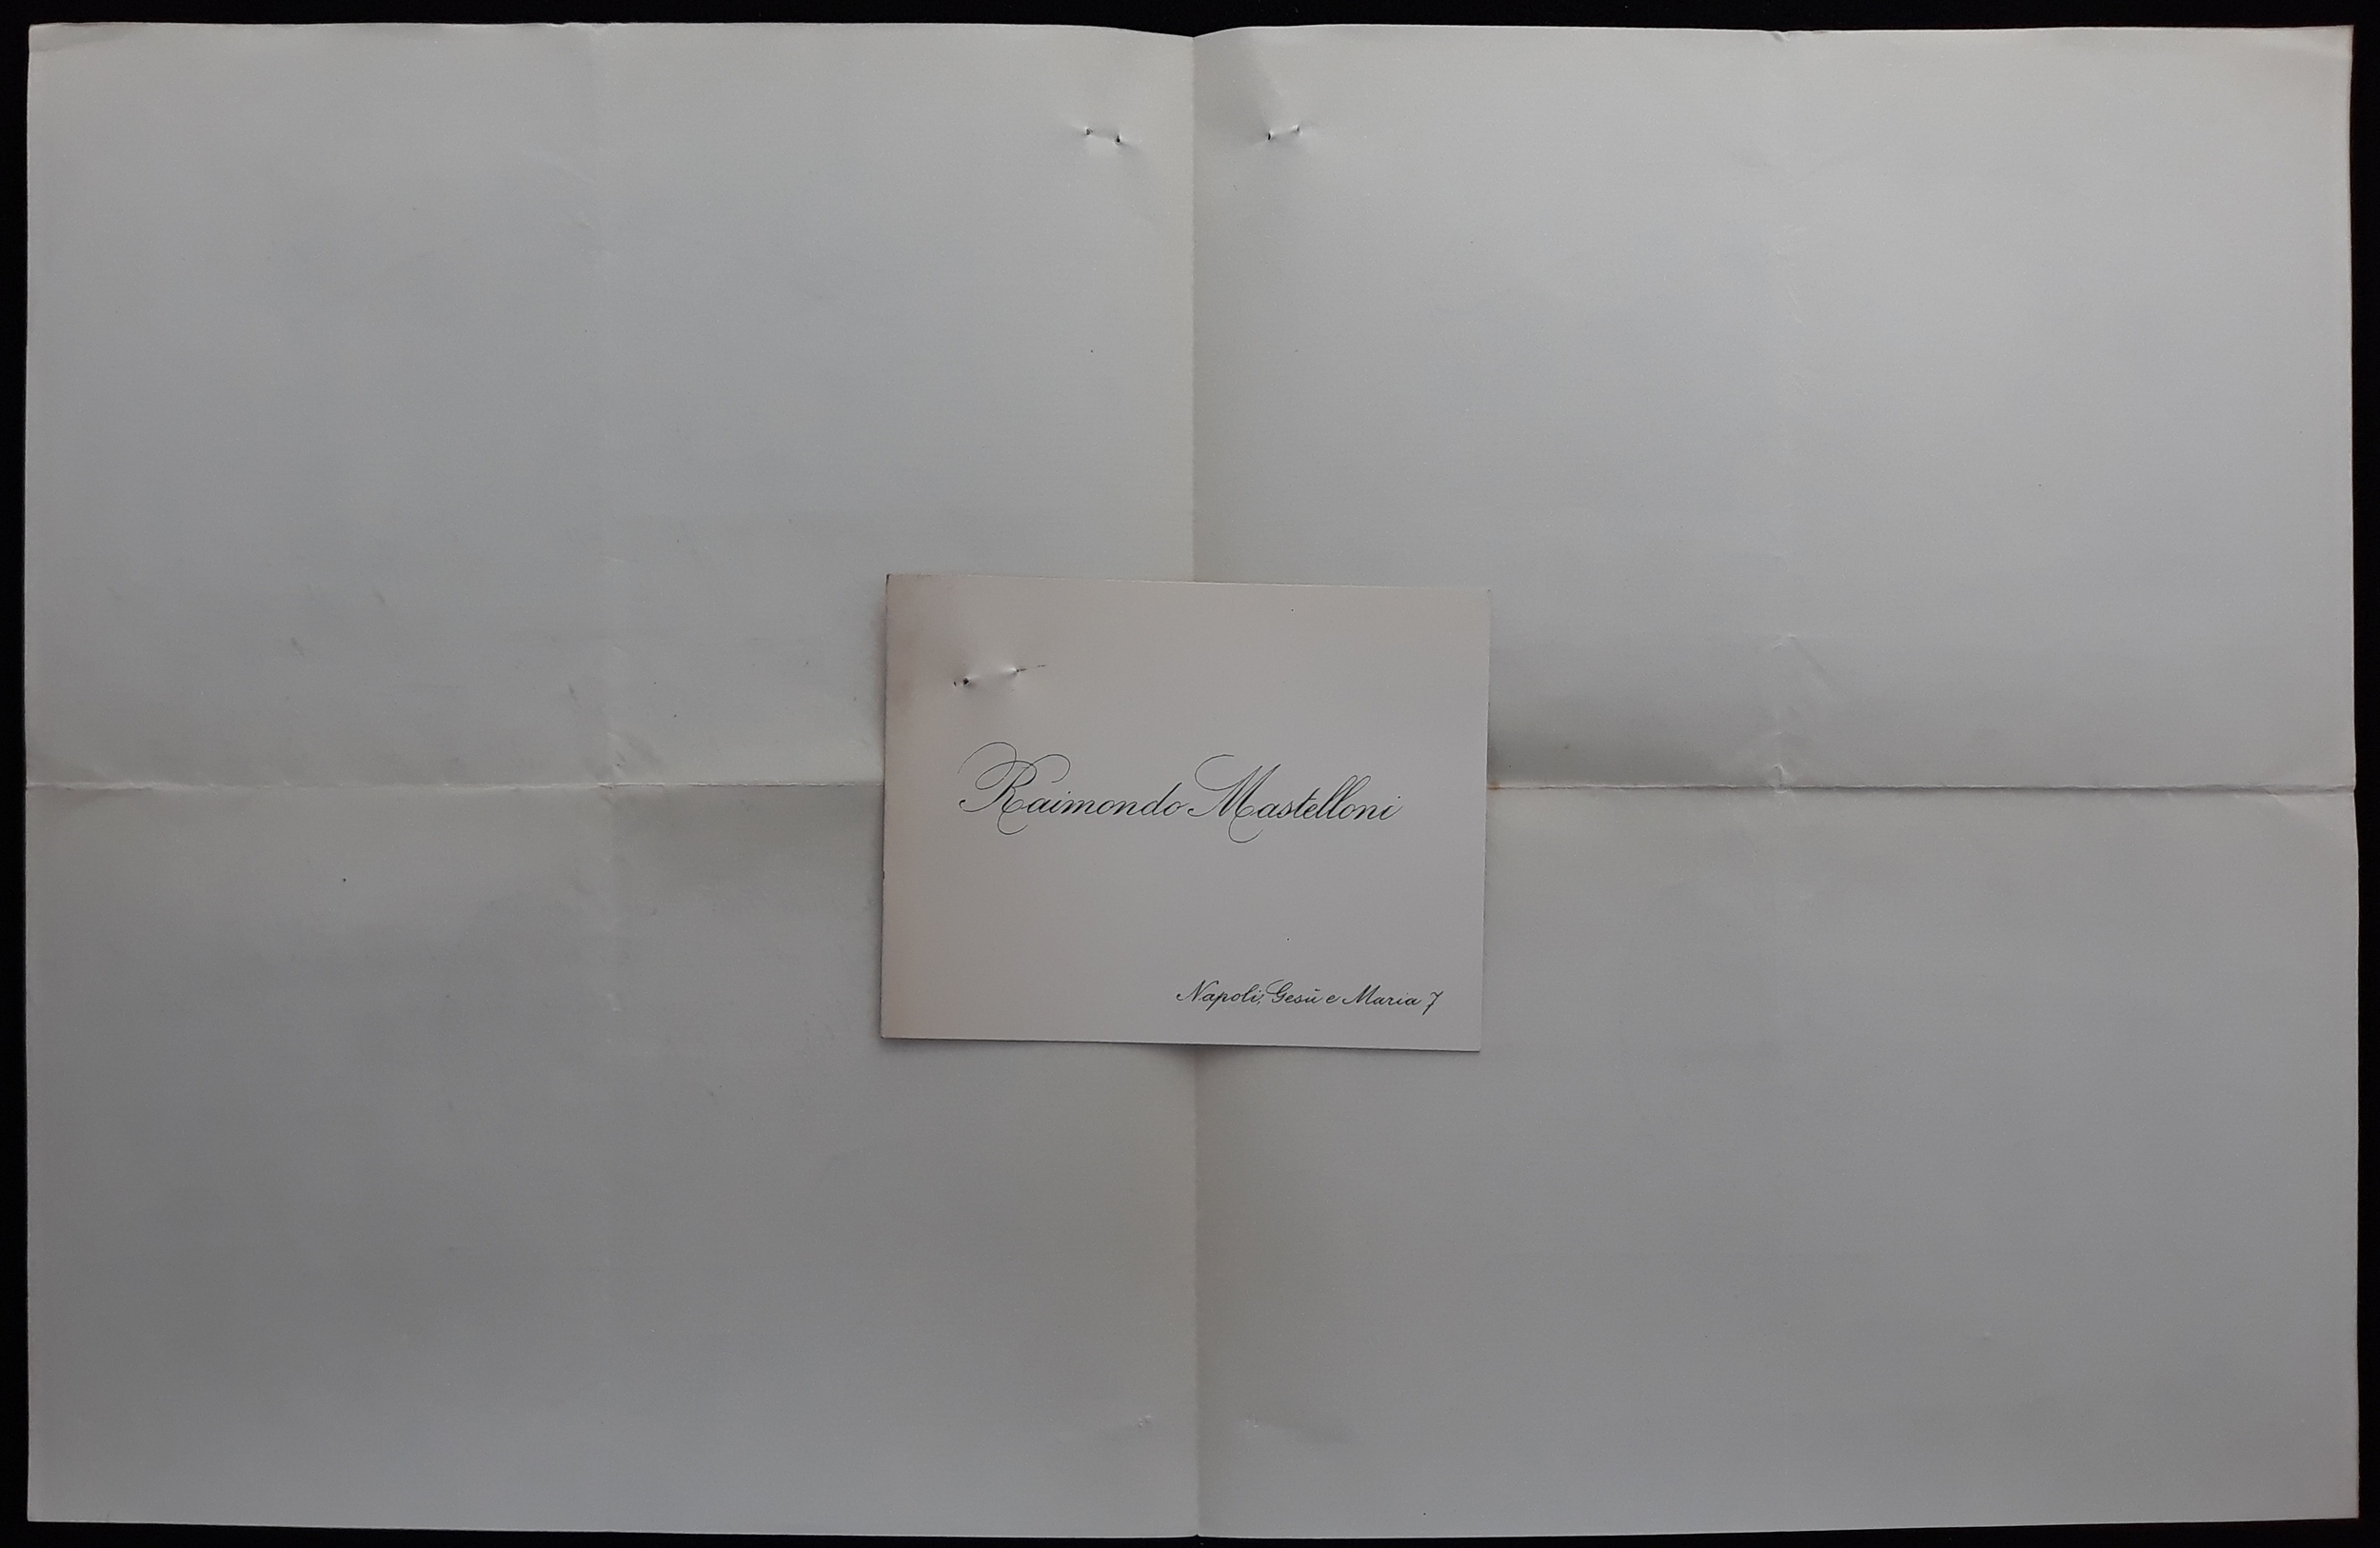 Raimondo Mastelloni
Napoli, Gesù e Maria 7